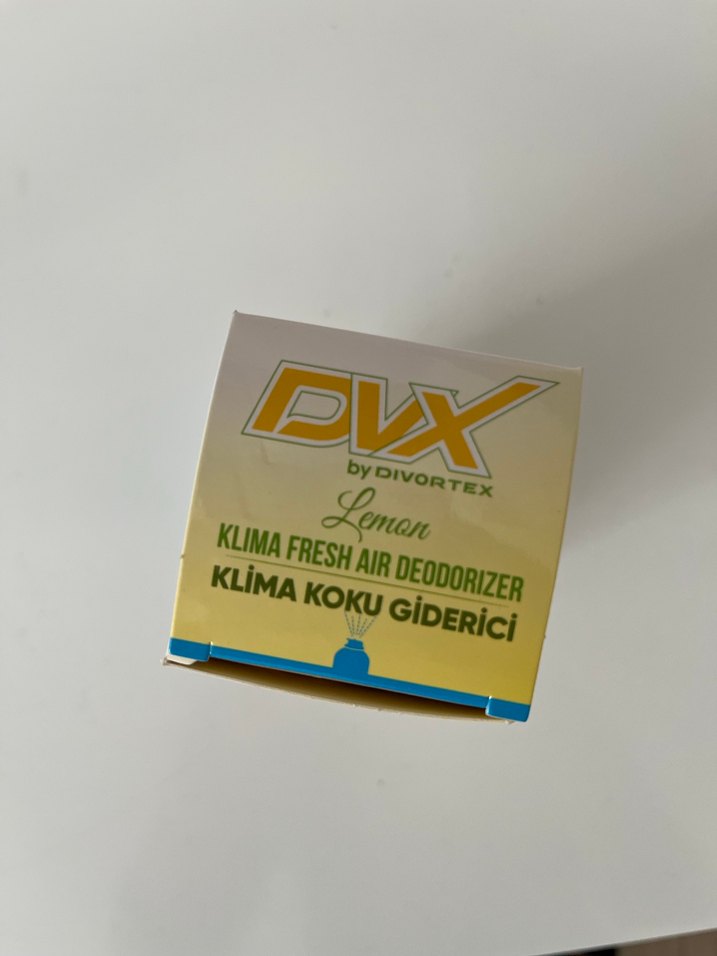 DVX
by DIVORTEX
Lemon
KLIMA FRESH AIR DEODORIZER
KLİMA KOKU GİDERİCİ